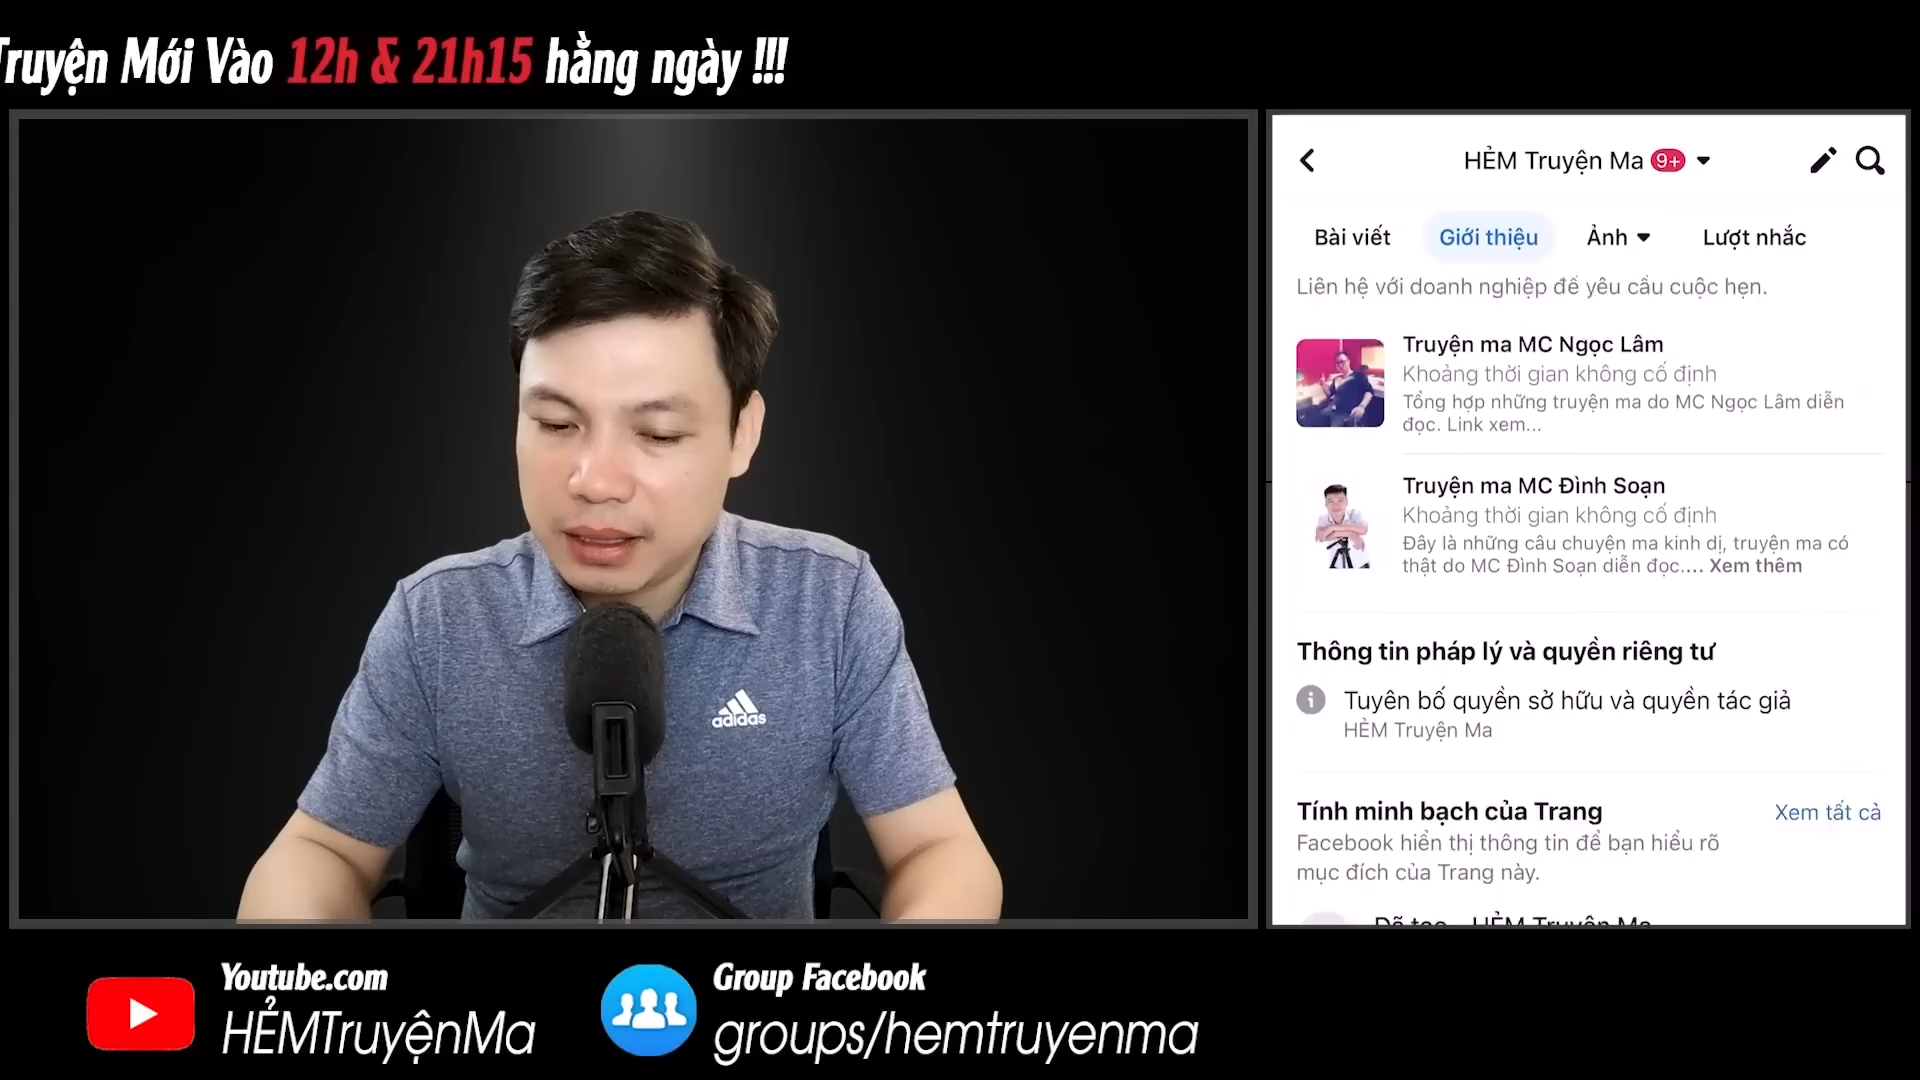 Truyện Mới Vào 12h & 21h15 hằng ngày !!!
HẺM Truyện Ma 9+
Bài viết Giới thiệu Ảnh Lượt nhắc
Liên hệ với doanh nghiệp để yêu cầu cuộc hẹn.
Truyện ma MC Ngọc Lâm
Khoảng thời gian không cố định
Tổng hợp những truyện ma do MC Ngọc Lâm diễn
đọc. Link xem...
Truyện ma MC Đình Soạn
Khoảng thời gian không cố định
Đây là những câu chuyện ma kinh dị, truyện ma có
thật do MC Đình Soạn diễn đọc.... Xem thêm
Thông tin pháp lý và quyền riêng tư
Tuyên bố quyền sở hữu và quyền tác giả
HẺM Truyện Ma
Tính minh bạch của Trang Xem tất cả
Facebook hiển thị thông tin để bạn hiểu rõ
mục đích của Trang này.
Đã tạo - HẺM Truyện Ma
adidas
Youtube.com
HẺMTruyệnMa
Group Facebook
groups/hemtruyenma